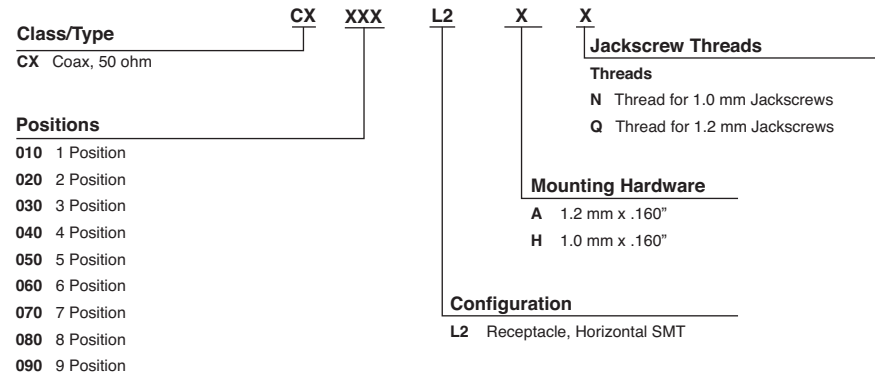 CX XXX L2 X X
Class/Type
CX Coax, 50 ohm
Positions
010 1 Position
020 2 Position
030 3 Position
040 4 Position
050 5 Position
060 6 Position
070 7 Position
080 8 Position
090 9 Position
Jackscrew Threads
Threads
N Thread for 1.0 mm Jackscrews
Q Thread for 1.2 mm Jackscrews
Mounting Hardware
A 1.2 mm x .160”
H 1.0 mm x .160”
Configuration
L2 Receptacle, Horizontal SMT